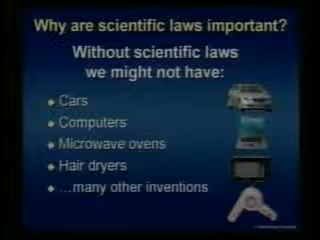 Why are scientific laws important?
Without scientific laws
we might not have:
Cars
Computers
Microwave ovens
Hair dryers
...many other inventions